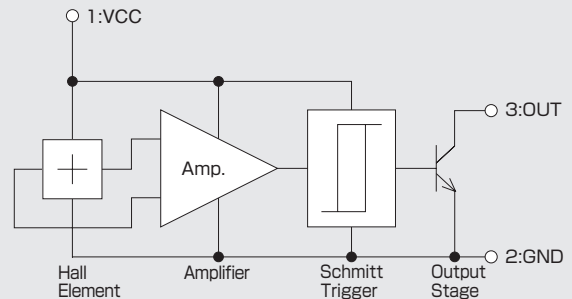 1:VCC
3:OUT
Amp.
2:GND
Hall
Element
Amplifier
Schmitt
Trigger
Output
Stage